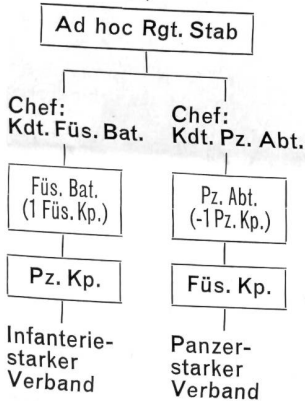 Ad hoc Rgt. Stab
Chef:
Kdt. Füs. Bat.
Chef:
Kdt. Pz. Abt.
Füs. Bat.
(1 Füs. Kp.)
Pz. Abt.
(-1 Pz. Kp.)
Pz. Kp.
Füs. Kp.
Infanterie-
starker
Verband
Panzer-
starker
Verband